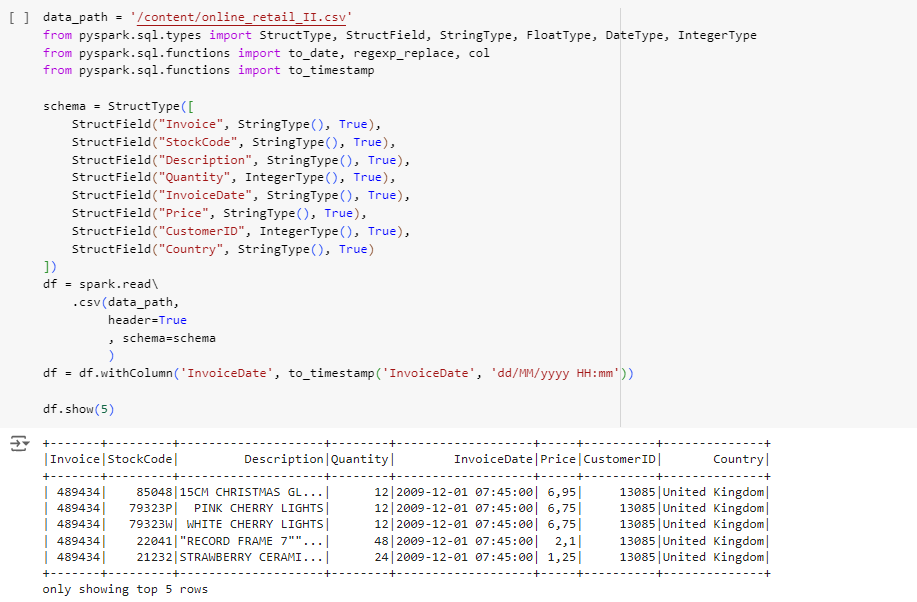 [ ] data_path = '/content/online_retail_II.csv'
from pyspark.sql.types import StructType, StructField, StringType, FloatType, DateType, IntegerType
from pyspark.sql.functions import to_date, regexp_replace, col
from pyspark.sql.functions import to_timestamp

schema = StructType([
    StructField("Invoice", StringType(), True),
    StructField("StockCode", StringType(), True),
    StructField("Description", StringType(), True),
    StructField("Quantity", IntegerType(), True),
    StructField("InvoiceDate", StringType(), True),
    StructField("Price", StringType(), True),
    StructField("CustomerID", IntegerType(), True),
    StructField("Country", StringType(), True)
])
df = spark.read\
    .csv(data_path,
         header=True
         , schema=schema
         )
df = df.withColumn('InvoiceDate', to_timestamp('InvoiceDate', 'dd/MM/yyyy HH:mm'))

df.show(5)

+-------+---------+--------------------+--------+-------------------+-----+----------+--------------+
|Invoice|StockCode|         Description|Quantity|        InvoiceDate|Price|CustomerID|       Country|
+-------+---------+--------------------+--------+-------------------+-----+----------+--------------+
| 489434|    85048|15CM CHRISTMAS GL...|      12|2009-12-01 07:45:00| 6,95|     13085|United Kingdom|
| 489434|   79323P|  PINK CHERRY LIGHTS|      12|2009-12-01 07:45:00| 6,75|     13085|United Kingdom|
| 489434|   79323W| WHITE CHERRY LIGHTS|      12|2009-12-01 07:45:00| 6,75|     13085|United Kingdom|
| 489434|    22041|"RECORD FRAME 7""...|      48|2009-12-01 07:45:00|  2,1|     13085|United Kingdom|
| 489434|    21232|STRAWBERRY CERAMI...|      24|2009-12-01 07:45:00| 1,25|     13085|United Kingdom|
+-------+---------+--------------------+--------+-------------------+-----+----------+--------------+
only showing top 5 rows